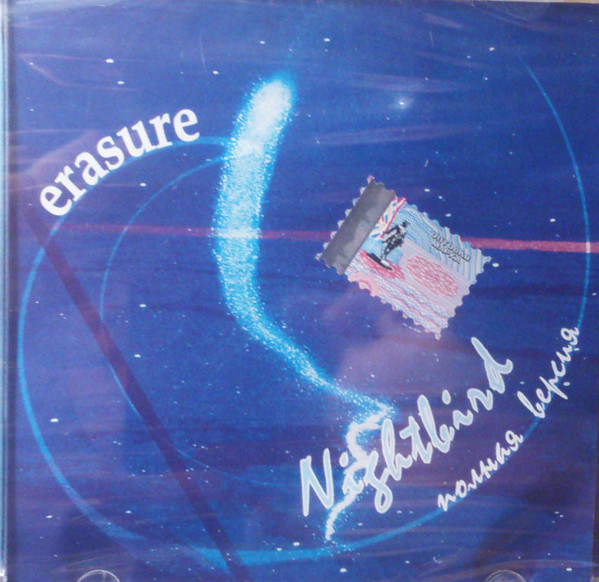 erasure
Nightbird
полная версия